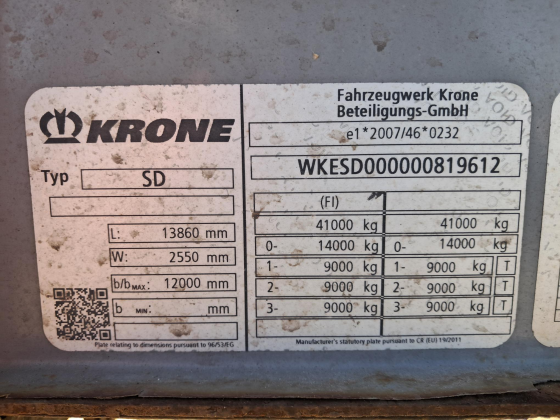 KRONE
Typ SD
L: 13860 mm
W: 2550 mm
b/bMAX: 12000 mm
b MIN: mm
Plate relating to dimensions pursuant to 96/53/EG
Fahrzeugwerk Krone
Beteiligungs-GmbH
e1*2007/46*0232
WKESD000000819612
(FI)
41000 kg 41000 kg
0- 14000 kg 0- 14000 kg
1- 9000 kg 1- 9000 kg T
2- 9000 kg 2- 9000 kg T
3- 9000 kg 3- 9000 kg T
Manufacturer's statutory plate pursuant to CR (EU) 19/2011